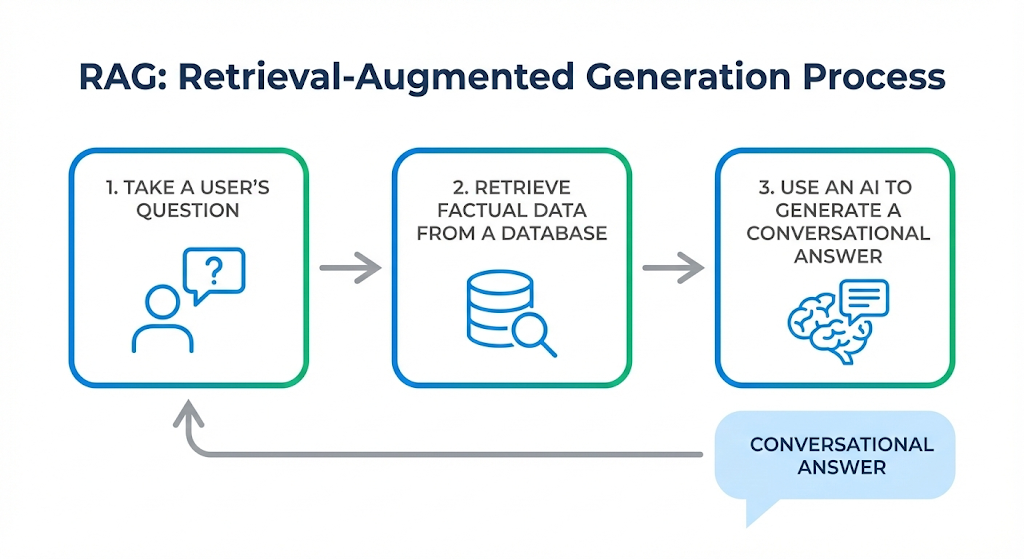 RAG: Retrieval-Augmented Generation Process
1. TAKE A USER'S
QUESTION
?
2. RETRIEVE
FACTUAL DATA
FROM A DATABASE
3. USE AN AI TO
GENERATE A
CONVERSATIONAL
ANSWER
CONVERSATIONAL
ANSWER